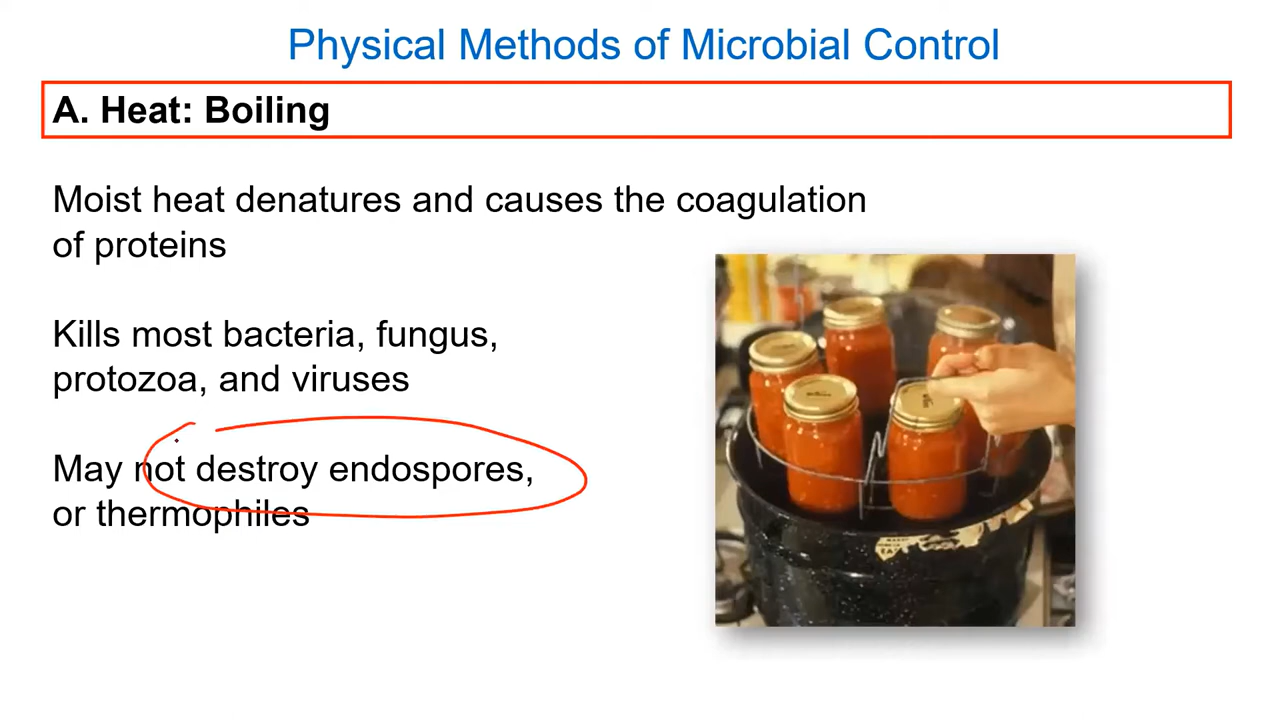 Physical Methods of Microbial Control
A. Heat: Boiling
Moist heat denatures and causes the coagulation
of proteins
Kills most bacteria, fungus,
protozoa, and viruses
May not destroy endospores,
or thermophiles